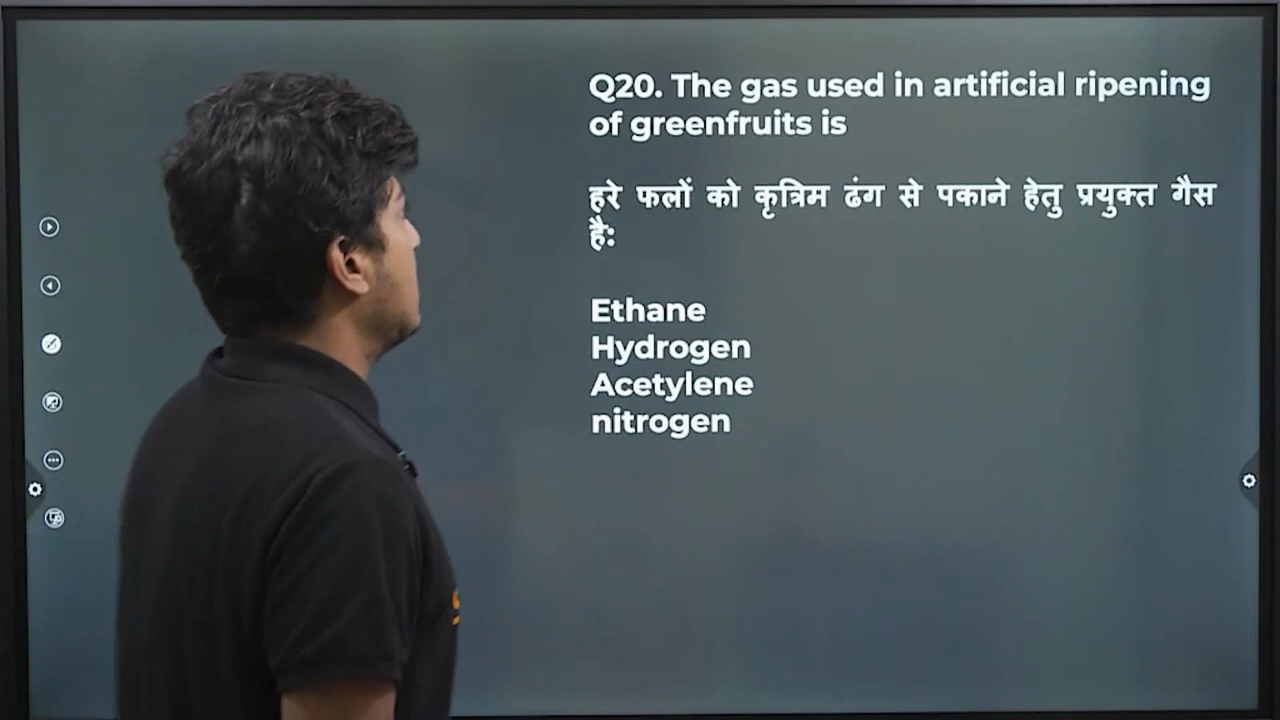 Q20. The gas used in artificial ripening
of greenfruits is
हरे फलों को कृत्रिम ढंग से पकाने हेतु प्रयुक्त गैस
है:
Ethane
Hydrogen
Acetylene
nitrogen